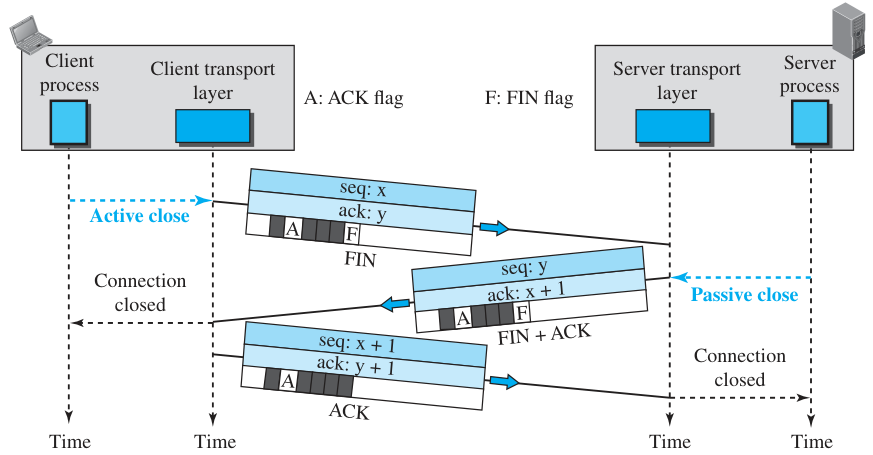 Client
process
Client transport
layer
A: ACK flag
F: FIN flag
Server transport
layer
Server
process
Active close
seq: x
ack: y
A
F
FIN
Passive close
seq: y
ack: x + 1
A
F
FIN + ACK
Connection
closed
seq: x + 1
ack: y + 1
A
ACK
Connection
closed
Time
Time
Time
Time